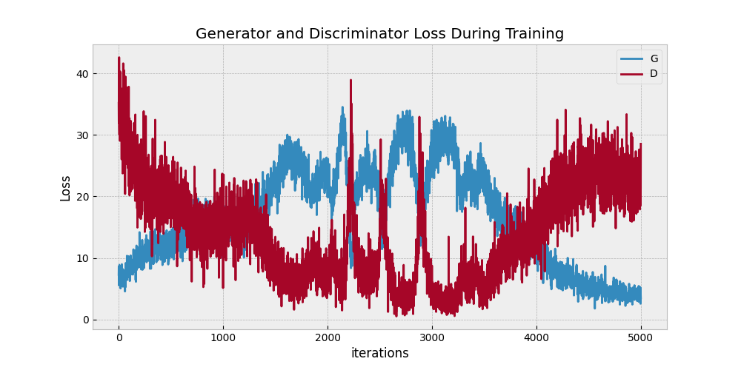 Generator and Discriminator Loss During Training
G
D
Loss
40
30
20
10
0
0 1000 2000 3000 4000 5000
iterations